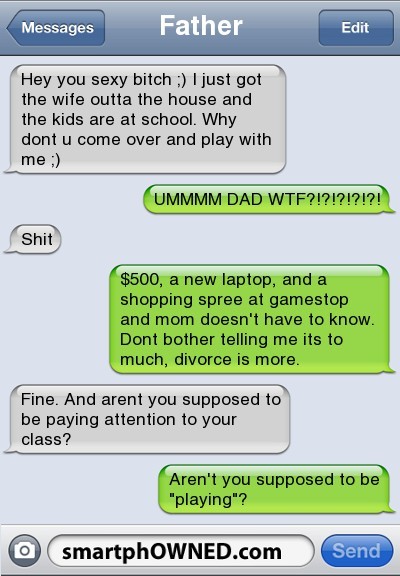 Messages
Father
Edit
Hey you sexy bitch ;) I just got
the wife outta the house and
the kids are at school. Why
dont u come over and play with
me ;)
UMMMM DAD WTF?!?!?!?!?!
Shit
$500, a new laptop, and a
shopping spree at gamestop
and mom doesn't have to know.
Dont bother telling me its to
much, divorce is more.
Fine. And arent you supposed to
be paying attention to your
class?
Aren't you supposed to be
"playing"?
smartphOWNED.com
Send